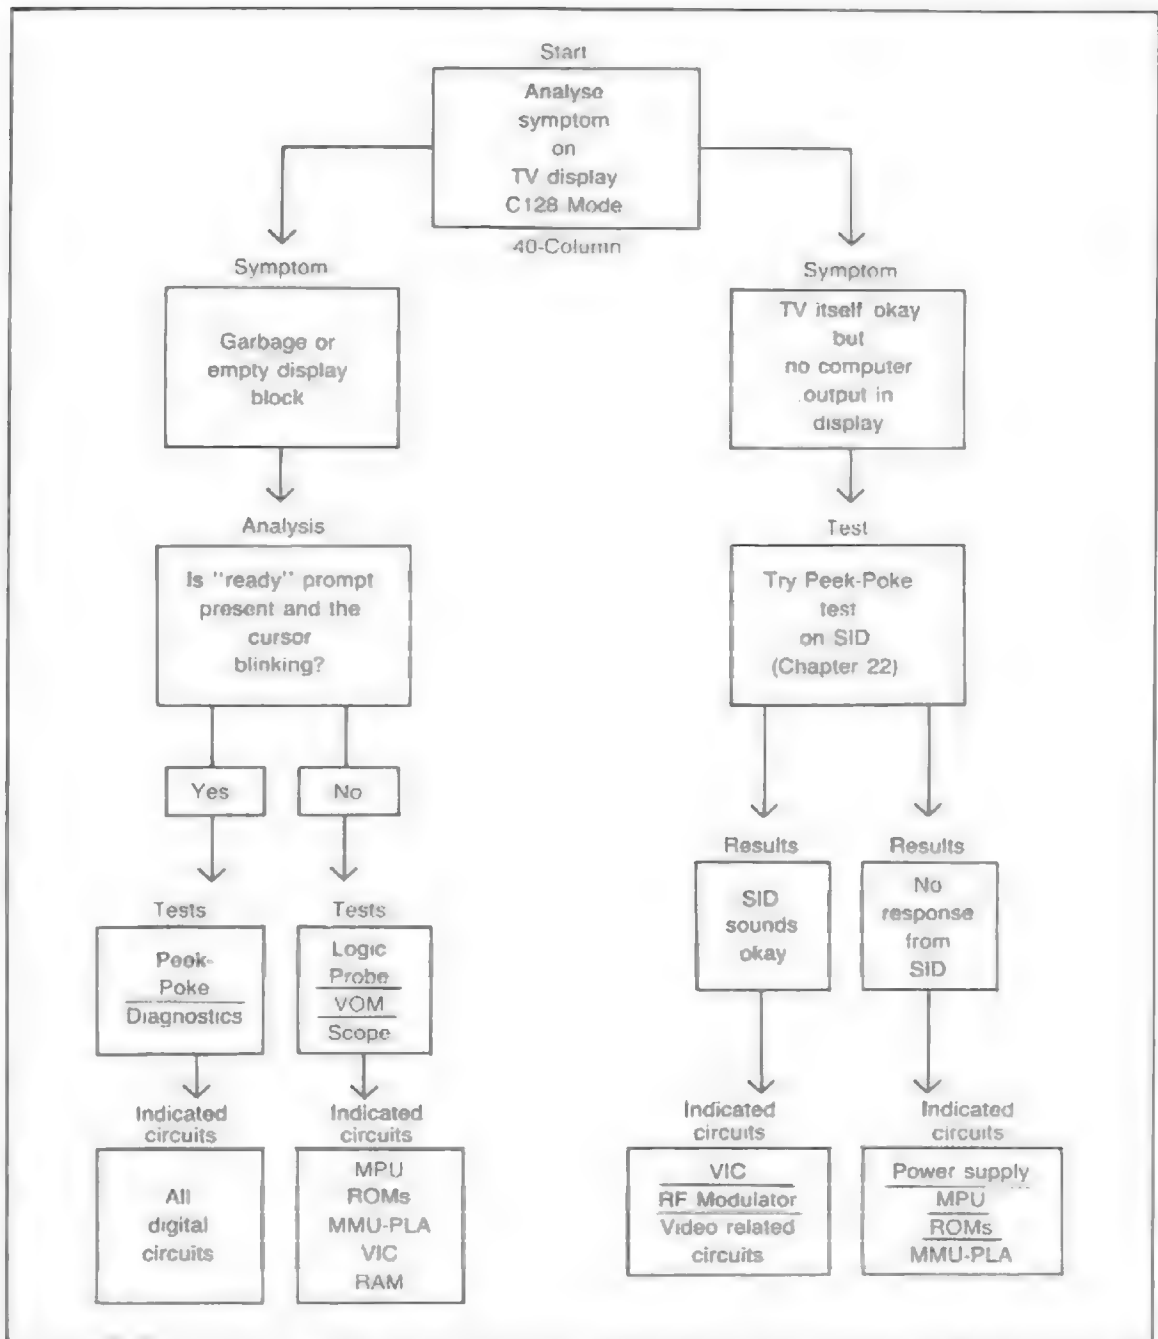 Start
Analyse
symptom
on
TV display
C128 Mode
40-Column
Symptom
Garbage or
empty display
block
Symptom
TV itself okay
but
no computer
output in
display
Analysis
Is "ready" prompt
present and the
cursor
blinking?
Test
Try Peek-Poke
test
on SID
(Chapter 22)
Yes
No
Tests
Peek-
Poke
Diagnostics
Tests
Logic
Probe
VOM
Scope
Results
SID
sounds
okay
Results
No
response
from
SID
Indicated
circuits
All
digital
circuits
Indicated
circuits
MPU
ROMs
MMU-PLA
VIC
RAM
Indicated
circuits
VIC
RF Modulator
Video related
circuits
Indicated
circuits
Power supply
MPU
ROMs
MMU-PLA